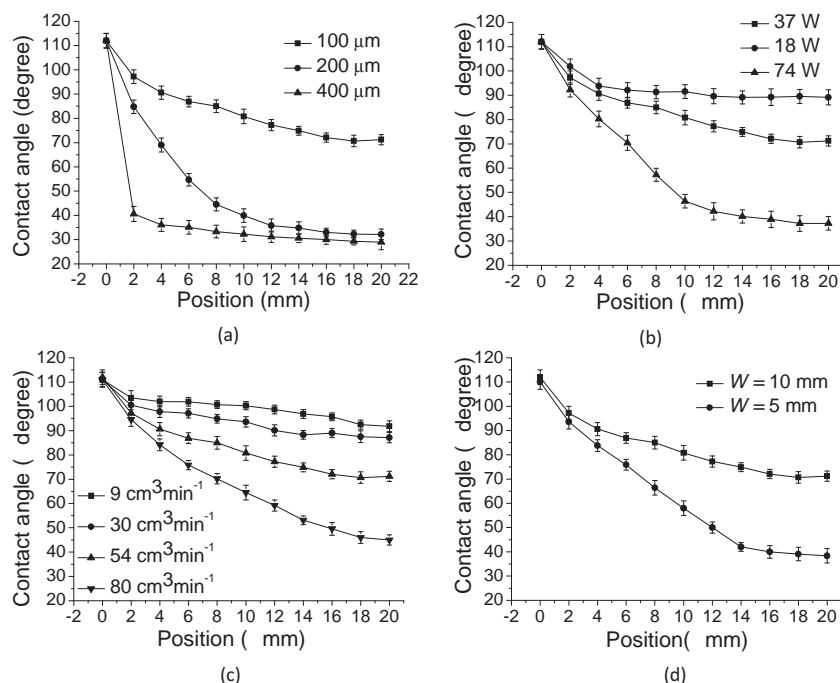 120
110
100
90
80
70
60
50
40
30
20
Contact angle (degree)
-2 0 2 4 6 8 10 12 14 16 18 20 22
Position (mm)
100 μm
200 μm
400 μm
(a)
120
110
100
90
80
70
60
50
40
30
20
Contact angle ( degree)
-2 0 2 4 6 8 10 12 14 16 18 20
Position ( mm)
37 W
18 W
74 W
(b)
120
110
100
90
80
70
60
50
40
30
20
Contact angle ( degree)
-2 0 2 4 6 8 10 12 14 16 18 20
Position ( mm)
9 cm³min⁻¹
30 cm³min⁻¹
54 cm³min⁻¹
80 cm³min⁻¹
(c)
120
110
100
90
80
70
60
50
40
30
20
Contact angle ( degree)
-2 0 2 4 6 8 10 12 14 16 18 20
Position( mm)
W = 10 mm
W = 5 mm
(d)